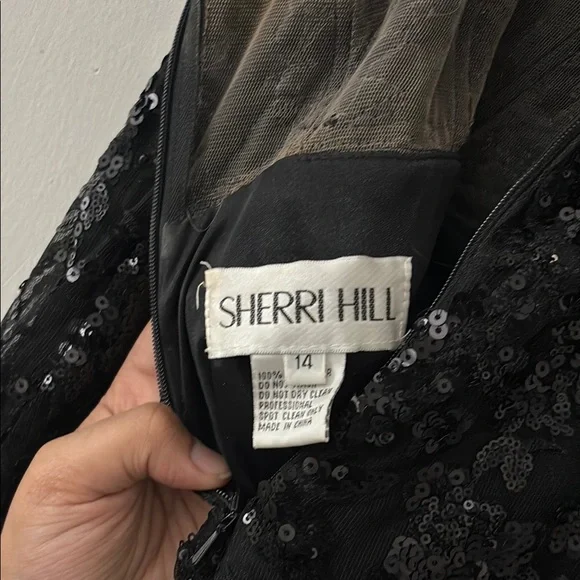 SHERRI HILL
14
100%
DO NOT
DO NOT DRY CLEAN
PROFESSIONAL
SPOT CLEAN ONLY
MADE IN CHINA